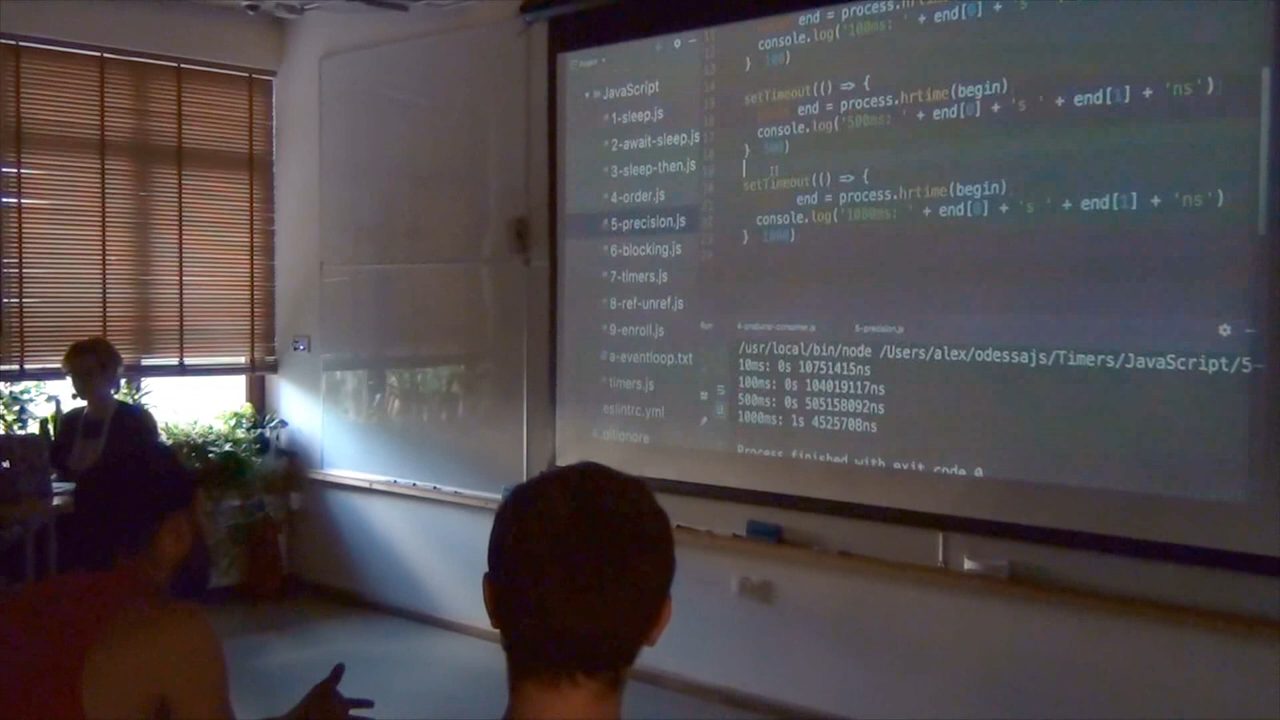 JavaScript
1-sleep.js
2-await-sleep.js
3-sleep-then.js
4-order.js
5-precision.js
6-blocking.js
7-timers.js
8-ref-unref.js
9-enroll.js
a-eventloop.txt
timers.js
eslintrc.yml
.gitignore
end = process.hrtime(begin)
console.log('100ms: ' + end[0] + 's
} 100)
setTimeout(() => {
end = process.hrtime(begin)
console.log('500ms: ' + end[0] + 's ' + end[1] + 'ns')
} 500)
setTimeout(() => {
end = process.hrtime(begin)
console.log('1000ms: ' + end[0] + 's ' + end[1] + 'ns')
} 1000)
5-precision.js
/usr/local/bin/node /Users/alex/odessajs/Timers/JavaScript/5-
10ms: 0s 10751415ns
100ms: 0s 104019117ns
500ms: 0s 505158092ns
1000ms: 1s 4525708ns
Process finished with exit code 0